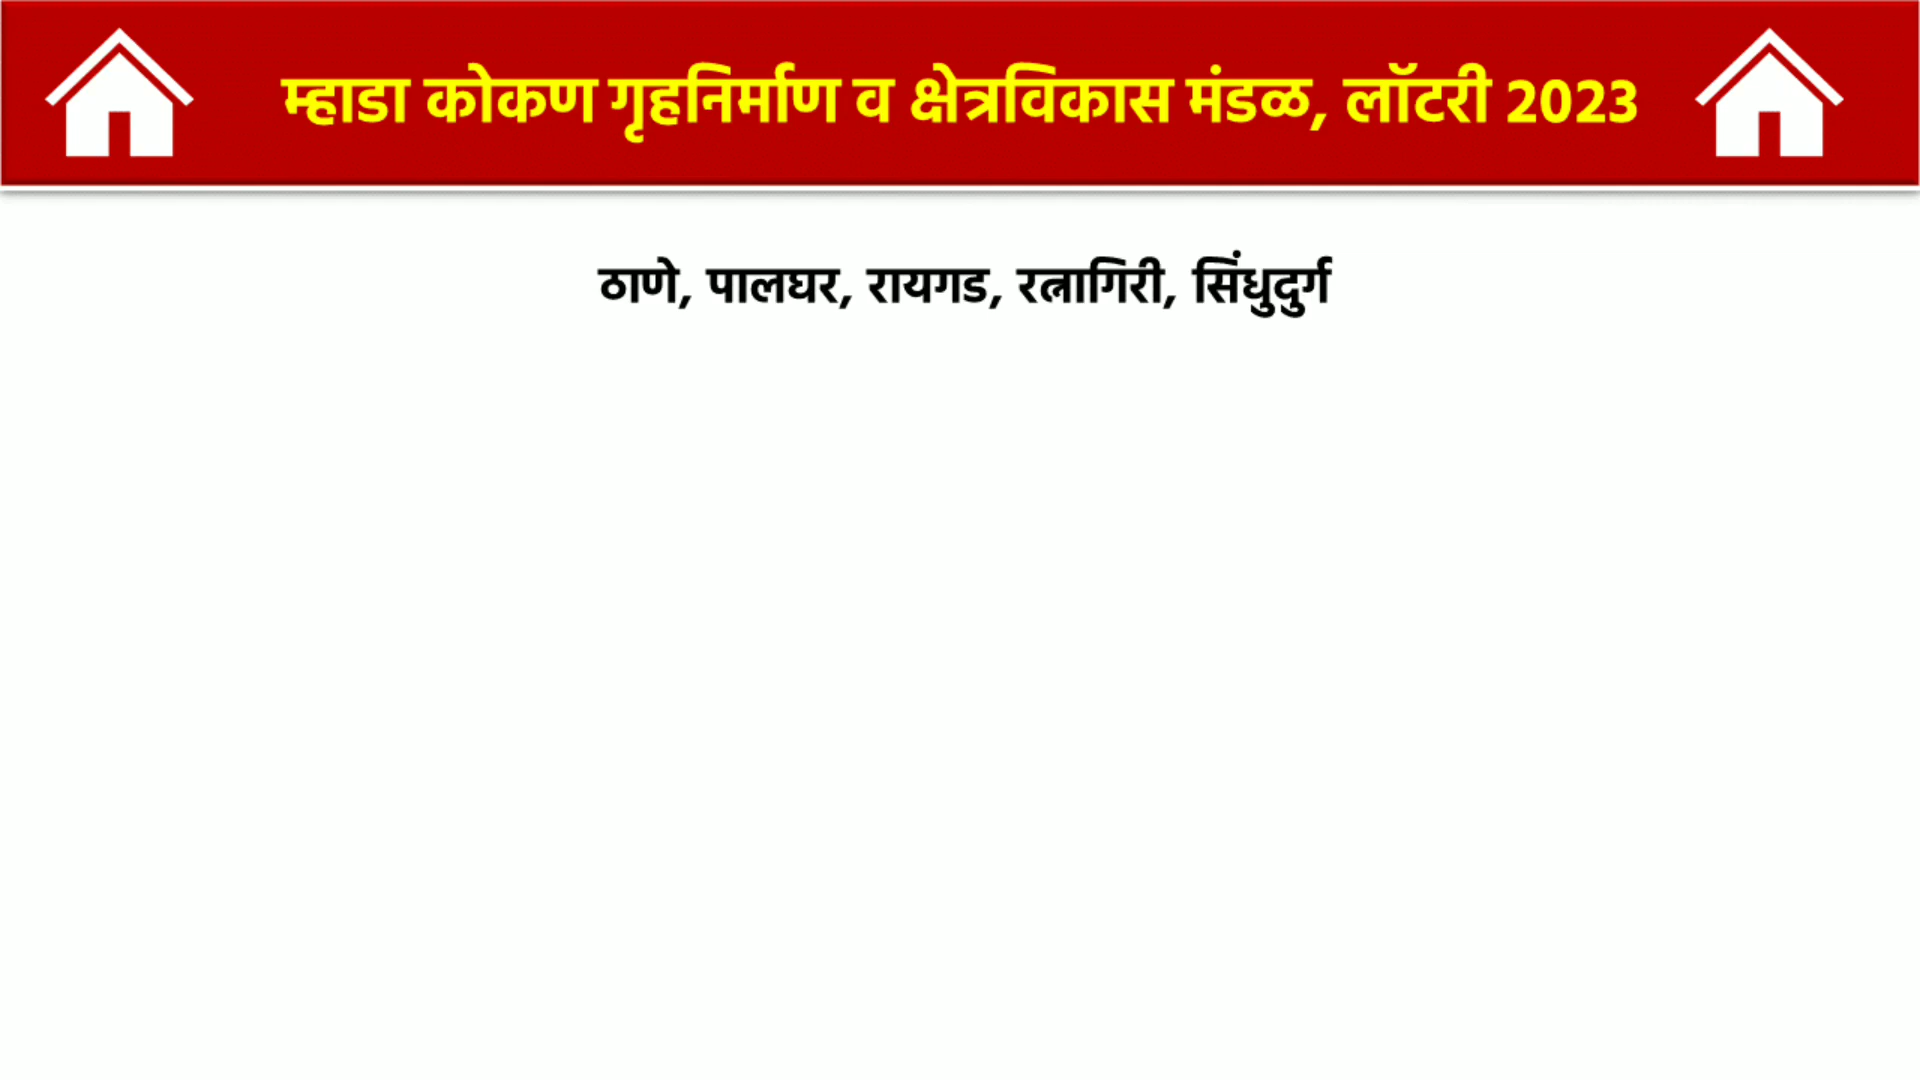 म्हाडा कोकण गृहनिर्माण व क्षेत्रविकास मंडळ, लॉटरी 2023
ठाणे, पालघर, रायगड, रत्नागिरी, सिंधुदुर्ग